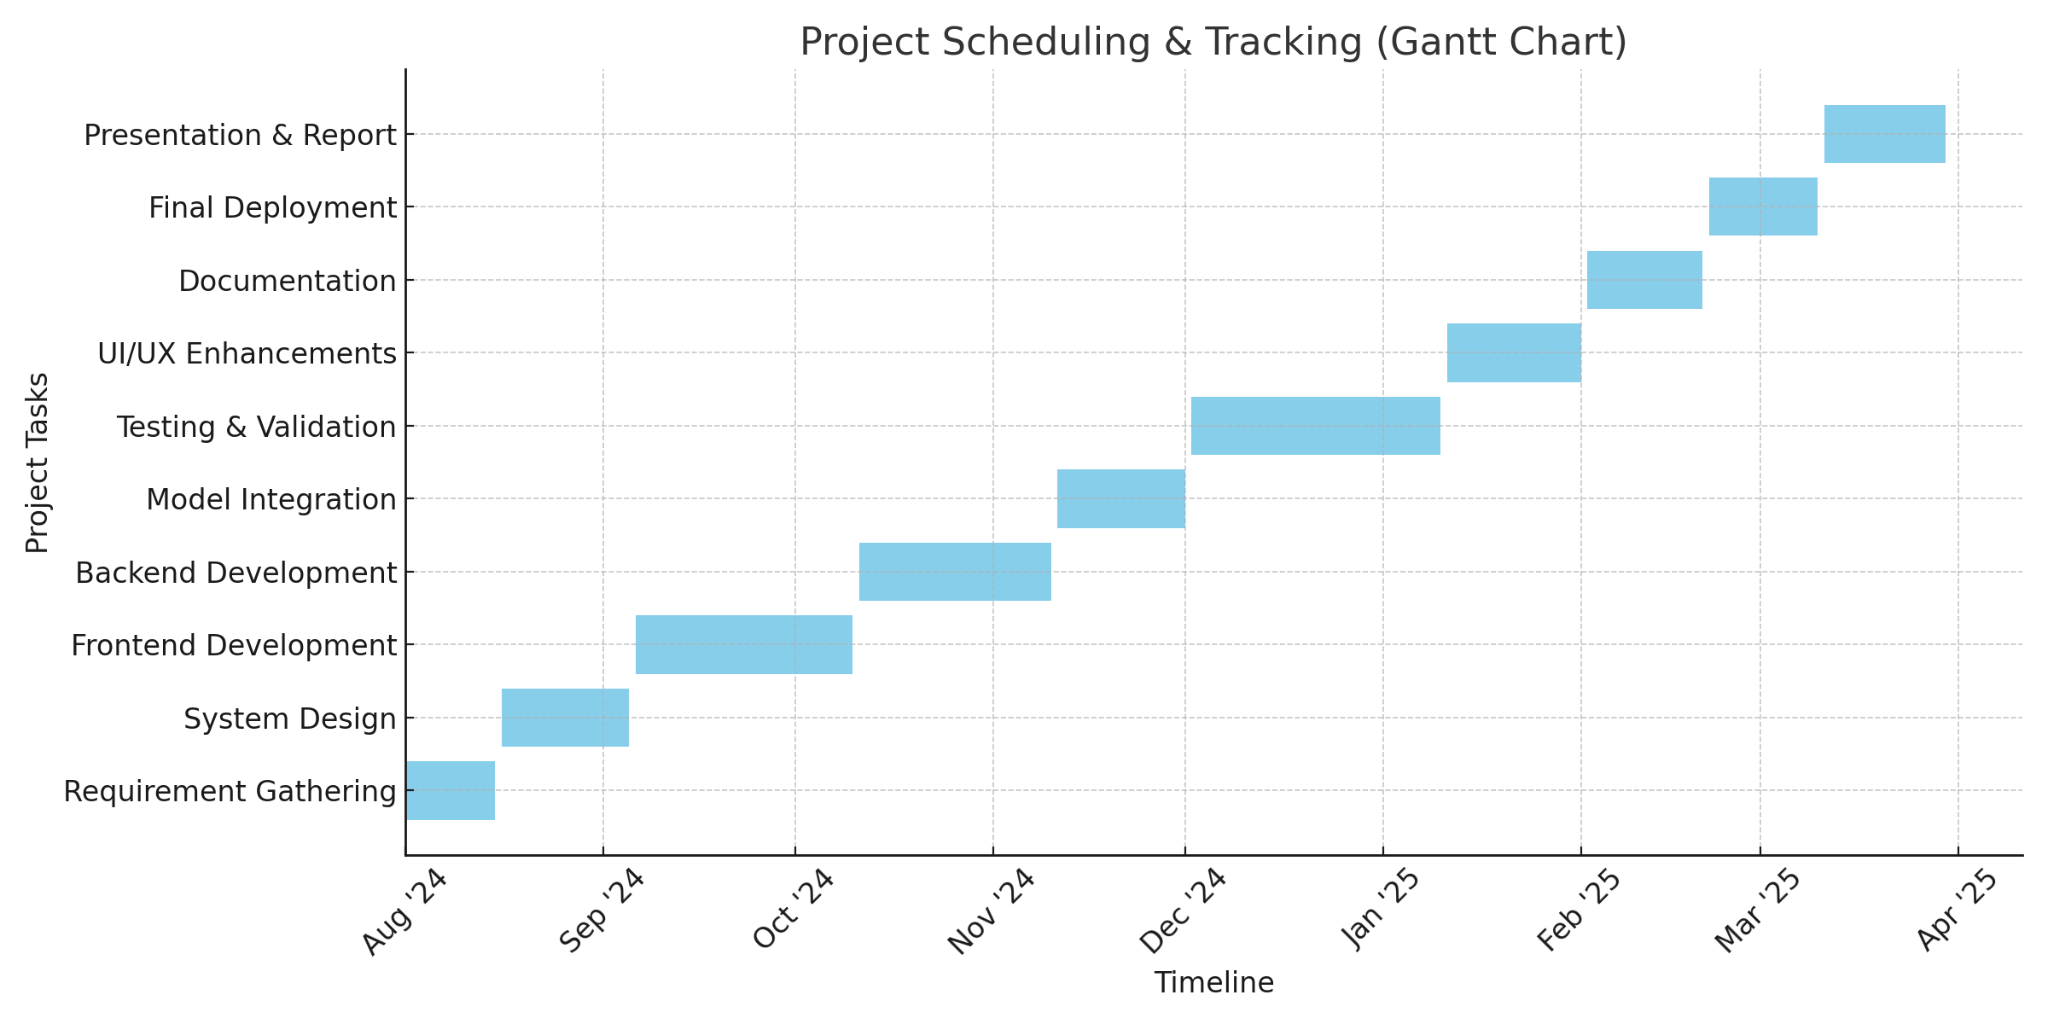 Project Scheduling & Tracking (Gantt Chart)
Project Tasks
Presentation & Report
Final Deployment
Documentation
UI/UX Enhancements
Testing & Validation
Model Integration
Backend Development
Frontend Development
System Design
Requirement Gathering
Aug '24
Sep '24
Oct '24
Nov '24
Dec '24
Jan '25
Feb '25
Mar '25
Apr '25
Timeline